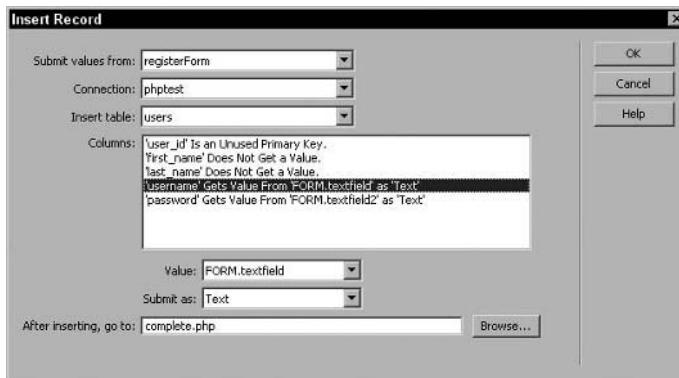 Insert Record
Submit values from: registerForm
OK
Connection: phptest
Cancel
Insert table: users
Help
Columns: 'user_id' Is an Unused Primary Key.
'first_name' Does Not Get a Value.
'last_name' Does Not Get a Value.
'username' Gets Value From 'FORM.textfield' as 'Text'
'password' Gets Value From 'FORM.textfield2' as 'Text'
Value: FORM.textfield
Submit as: Text
After inserting, go to: complete.php Browse...